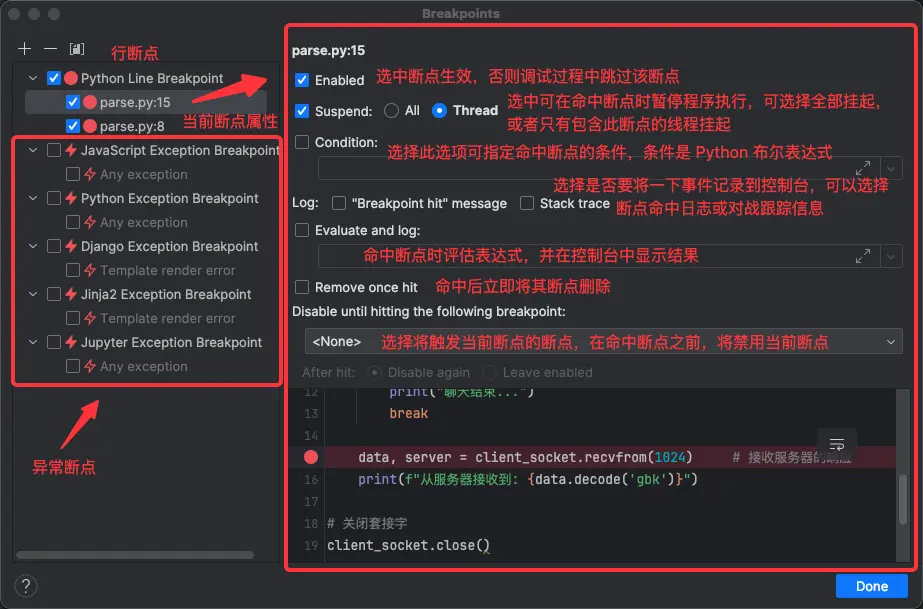 Breakpoints
行断点
Python Line Breakpoint
parse.py:15
当前断点属性
parse.py:8
JavaScript Exception Breakpoint
Any exception
Python Exception Breakpoint
Any exception
Django Exception Breakpoint
Template render error
Jinja2 Exception Breakpoint
Template render error
Jupyter Exception Breakpoint
Any exception
异常断点
parse.py:15
Enabled 选中断点生效，否则调试过程中跳过该断点
Suspend: All Thread 选中可在命中断点时暂停程序执行，可选择全部挂起，
或者只有包含此断点的线程挂起
Condition: 选择此选项可指定命中断点的条件，条件是 Python 布尔表达式
选择是否要将一下事件记录到控制台，可以选择
Log: "Breakpoint hit" message Stack trace 断点命中日志或对战跟踪信息
Evaluate and log:
命中断点时评估表达式，并在控制台中显示结果
Remove once hit 命中后立即将其断点删除
Disable until hitting the following breakpoint:
<None> 选择将触发当前断点的断点，在命中断点之前，将禁用当前断点
After hit: Disable again Leave enabled
12 print("聊天结束...")
13 break
14
data, server = client_socket.recvfrom(1024) # 接收服务器的响应
16 print(f"从服务器接收到: {data.decode('gbk')}")
17
18 # 关闭套接字
19 client_socket.close()
?
Done